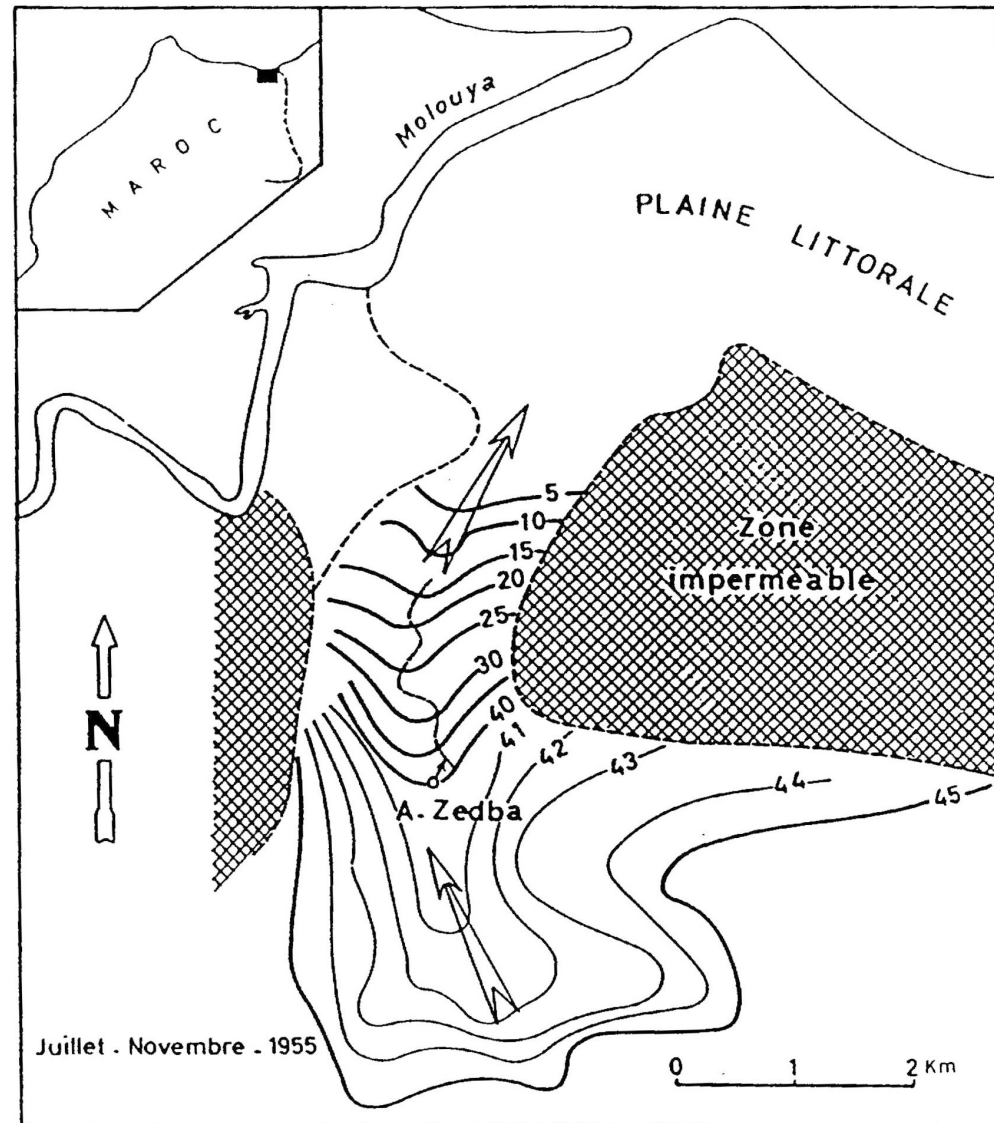 MAROC
Molouya
PLAINE LITTORALE
5
10
15
20
25
30
40
41
42
43
44
45
Zone
imperméable
N
A. Zedba
Juillet - Novembre - 1955
0 1 2 Km